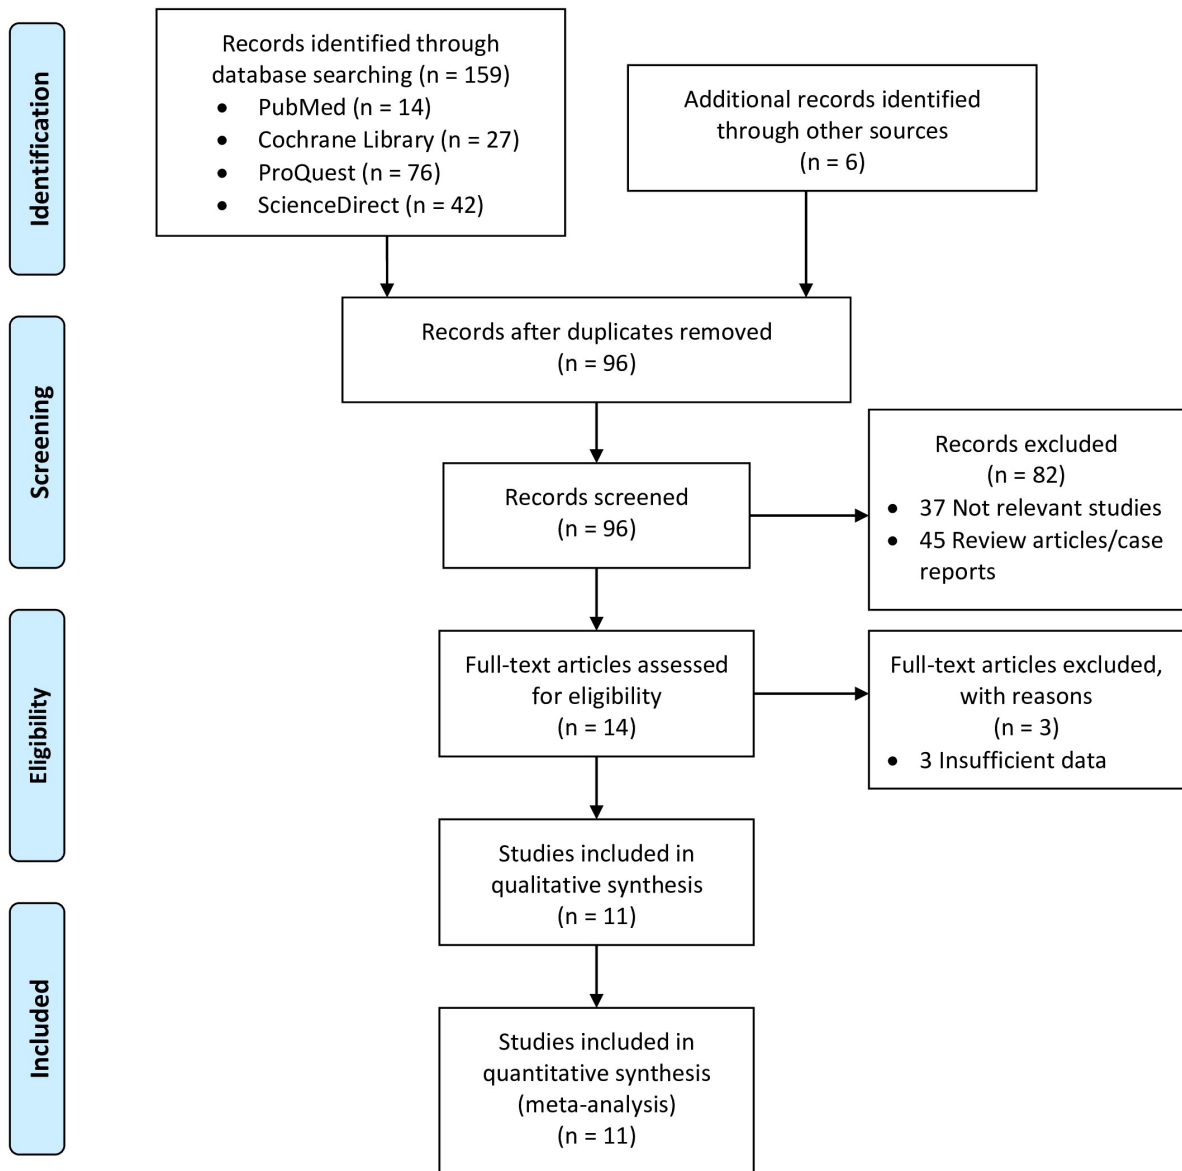 Identification
Records identified through
database searching (n = 159)
• PubMed (n = 14)
• Cochrane Library (n = 27)
• ProQuest (n = 76)
• ScienceDirect (n = 42)
Additional records identified
through other sources
(n = 6)
Screening
Records after duplicates removed
(n = 96)
Records screened
(n = 96)
Records excluded
(n = 82)
• 37 Not relevant studies
• 45 Review articles/case
reports
Eligibility
Full-text articles assessed
for eligibility
(n = 14)
Full-text articles excluded,
with reasons
(n = 3)
• 3 Insufficient data
Studies included in
qualitative synthesis
(n = 11)
Included
Studies included in
quantitative synthesis
(meta-analysis)
(n = 11)